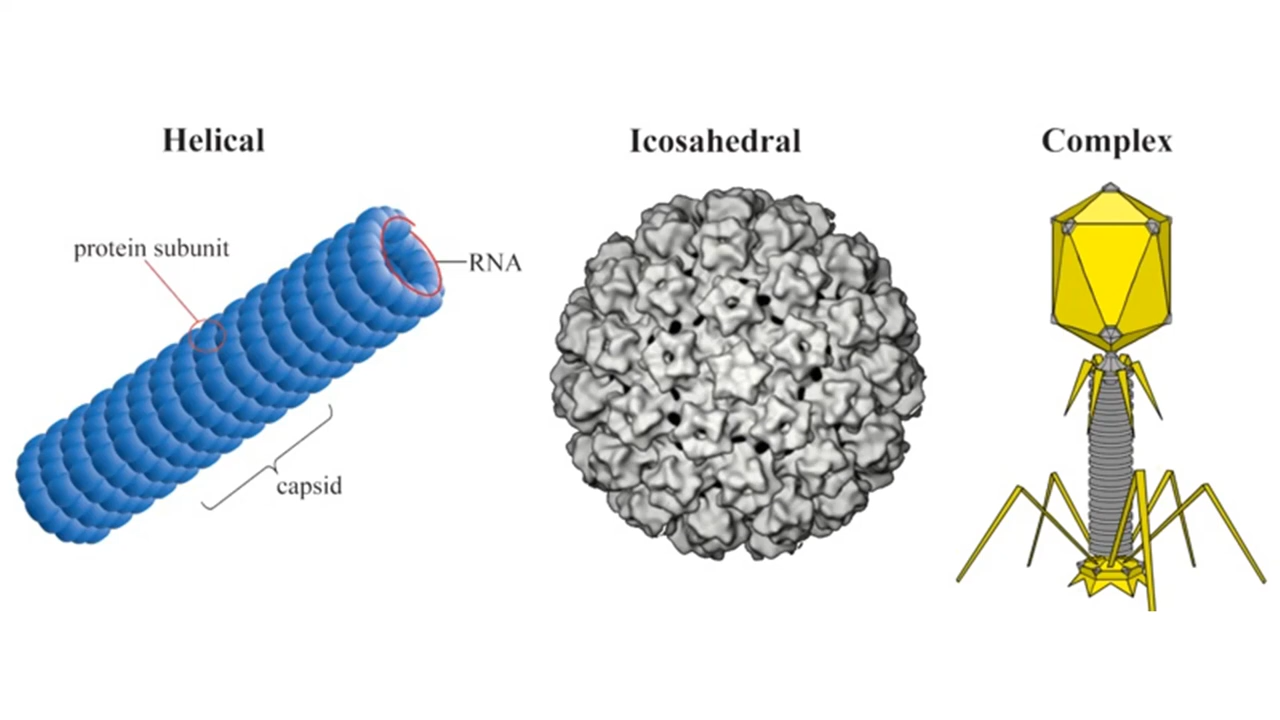 Helical
Icosahedral
Complex
protein subunit
RNA
capsid